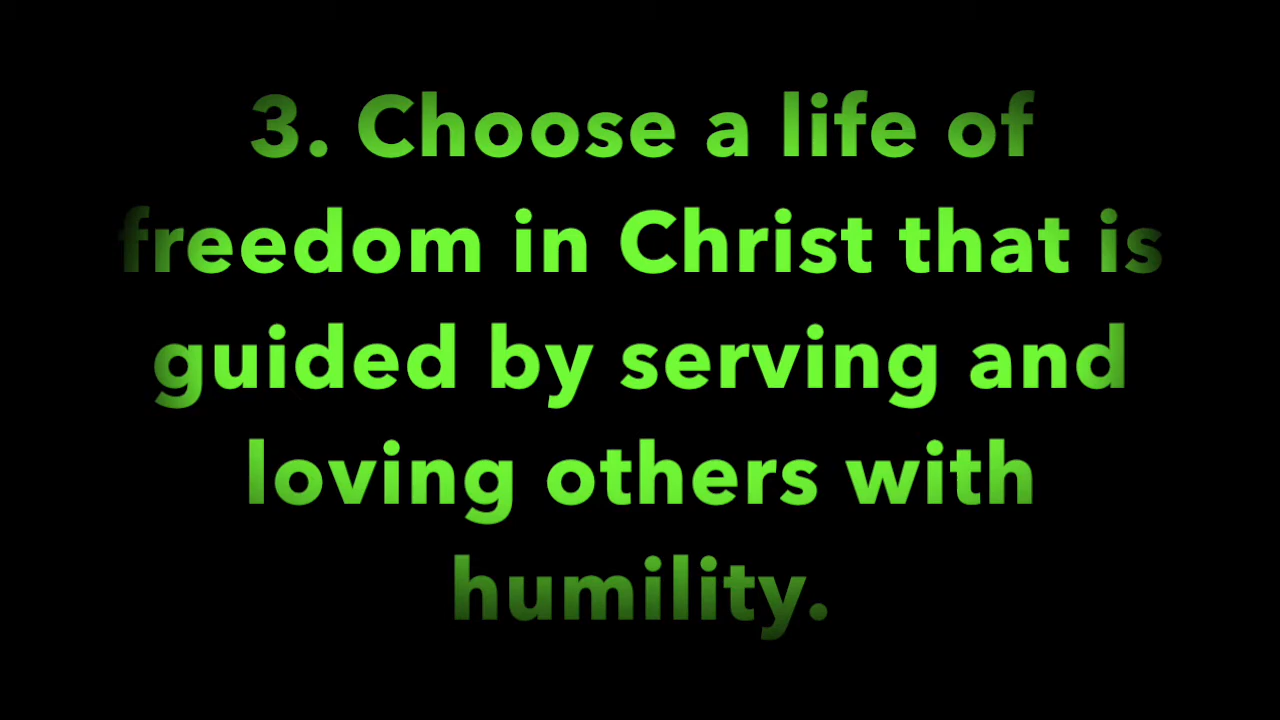 3. Choose a life of
freedom in Christ that is
guided by serving and
loving others with
humility.